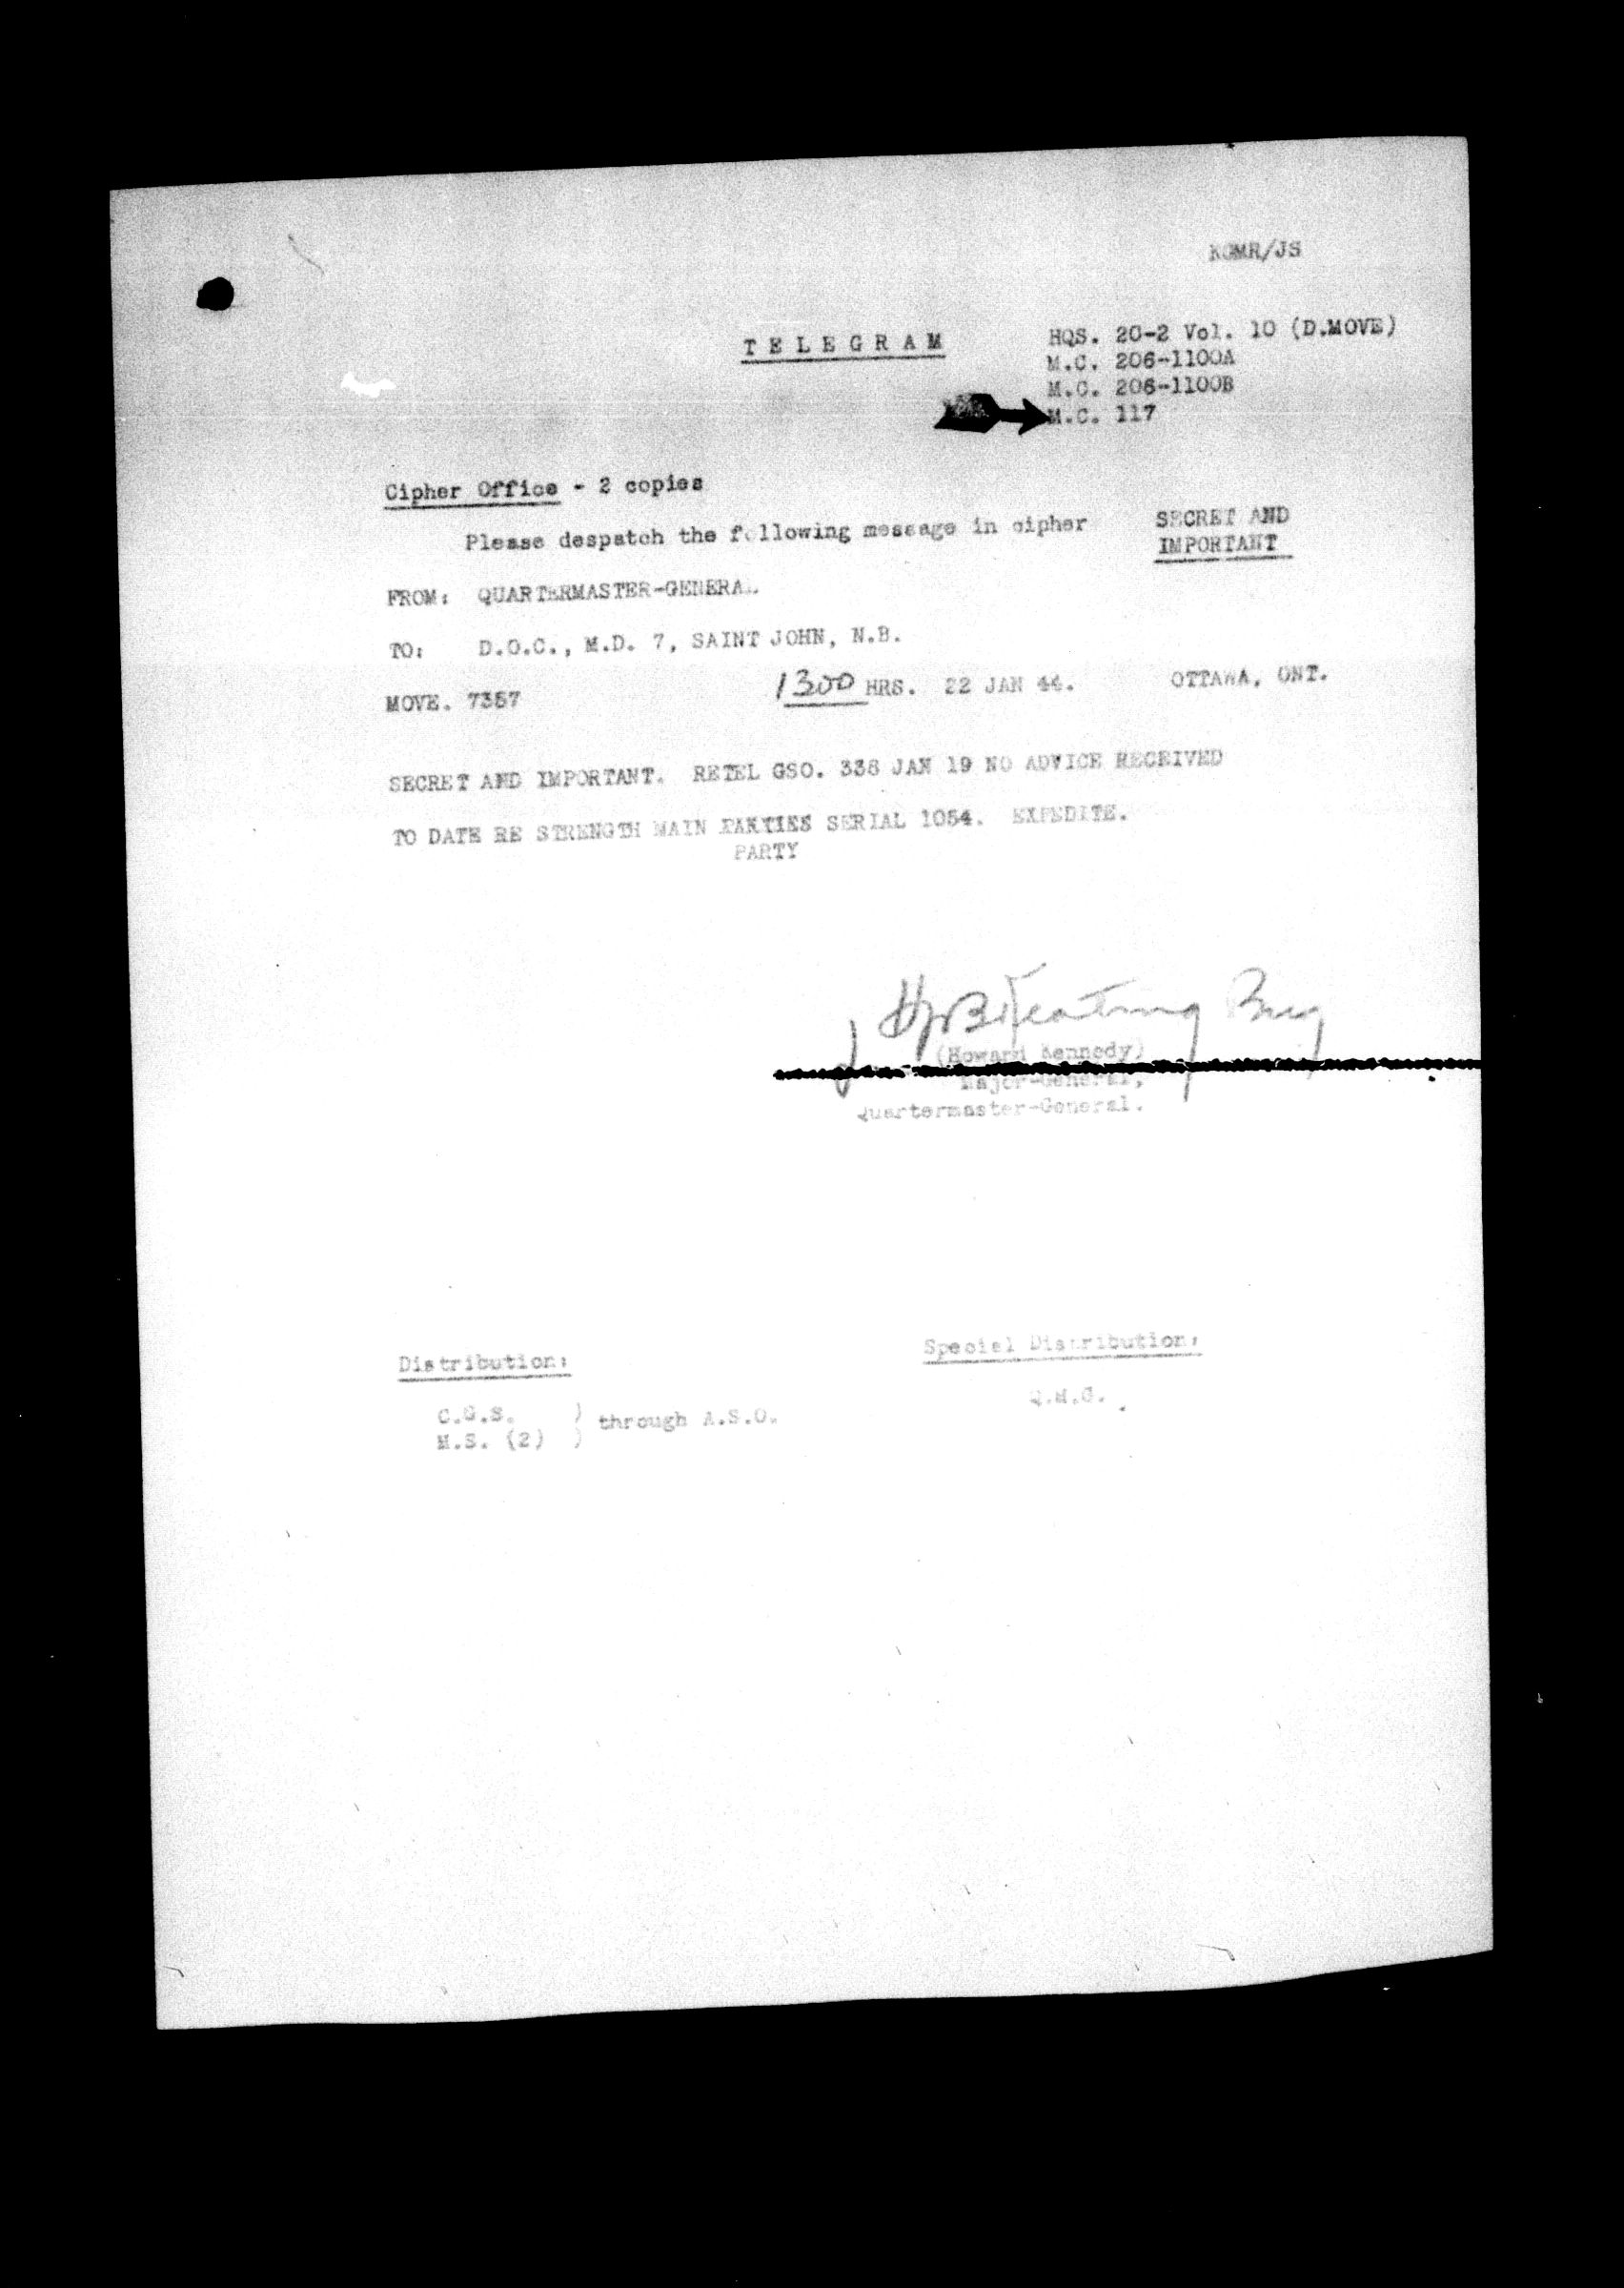 KGMR/JS
TELEGRAM
HQS. 20-2 Vol. 10 (D.MOVE)
M.C. 206-1100A
M.C. 206-1100B
M.C. 117
Cipher Office - 2 copies
Please despatch the following message in cipher
SECRET AND
IMPORTANT
FROM: QUARTERMASTER-GENERAL
TO: D.O.C., M.D. 7, SAINT JOHN, N.B.
MOVE. 7357 1300 HRS. 22 JAN 44. OTTAWA, ONT.
SECRET AND IMPORTANT. RETEL GSO. 338 JAN 19 NO ADVICE RECEIVED
TO DATE RE STRENGTH MAIN PARTIES SERIAL 1054. EXPEDITE.
PARTY
(Howard Kennedy)
Major-General,
Quartermaster-General.
Distribution:
C.G.S. )
M.S. (2) ) through A.S.O.
Special Distribution:
Q.M.G.